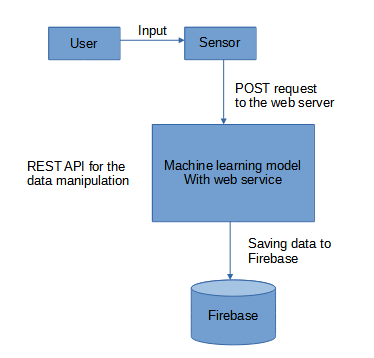 Input
User
Sensor
POST request
to the web server
REST API for the
data manipulation
Machine learning model
With web service
Saving data to
Firebase
Firebase